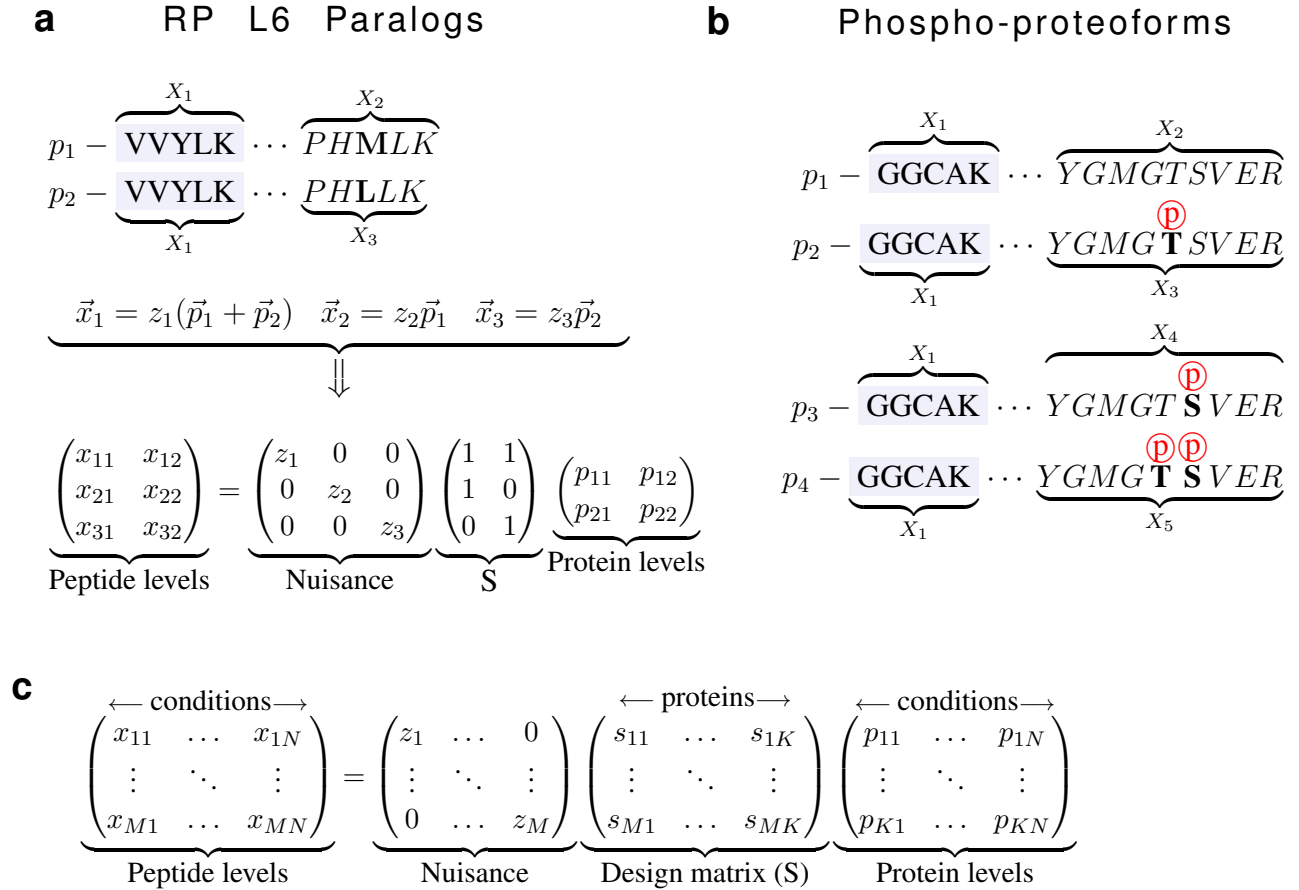 a RP L6 Paralogs
X₁ X₂
p₁ − VVYLK ⋯ PHMLK
p₂ − VVYLK ⋯ PHLLK
X₁ X₃
x⃗₁ = z₁(p⃗₁ + p⃗₂) x⃗₂ = z₂p⃗₁ x⃗₃ = z₃p⃗₂
⇓
x₁₁ x₁₂ z₁ 0 0 1 1 p₁₁ p₁₂
x₂₁ x₂₂ = 0 z₂ 0 1 0
x₃₁ x₃₂ 0 0 z₃ 0 1 p₂₁ p₂₂
Peptide levels Nuisance S Protein levels
b Phospho-proteoforms
X₁ X₂
p₁ − GGCAK ⋯ YGMGTSVER
p
p₂ − GGCAK ⋯ YGMGTSVER
X₁ X₃
X₁ X₄
p
p₃ − GGCAK ⋯ YGMGTSVER
p p
p₄ − GGCAK ⋯ YGMGTSVER
X₁ X₅
c
← conditions → ← proteins → ← conditions →
x₁₁ … x₁N z₁ … 0 s₁₁ … s₁K p₁₁ … p₁N
⋮ ⋱ ⋮ = ⋮ ⋱ ⋮ ⋮ ⋱ ⋮ ⋮ ⋱ ⋮
xM₁ … xMN 0 … zM sM₁ … sMK pK₁ … pKN
Peptide levels Nuisance Design matrix (S) Protein levels